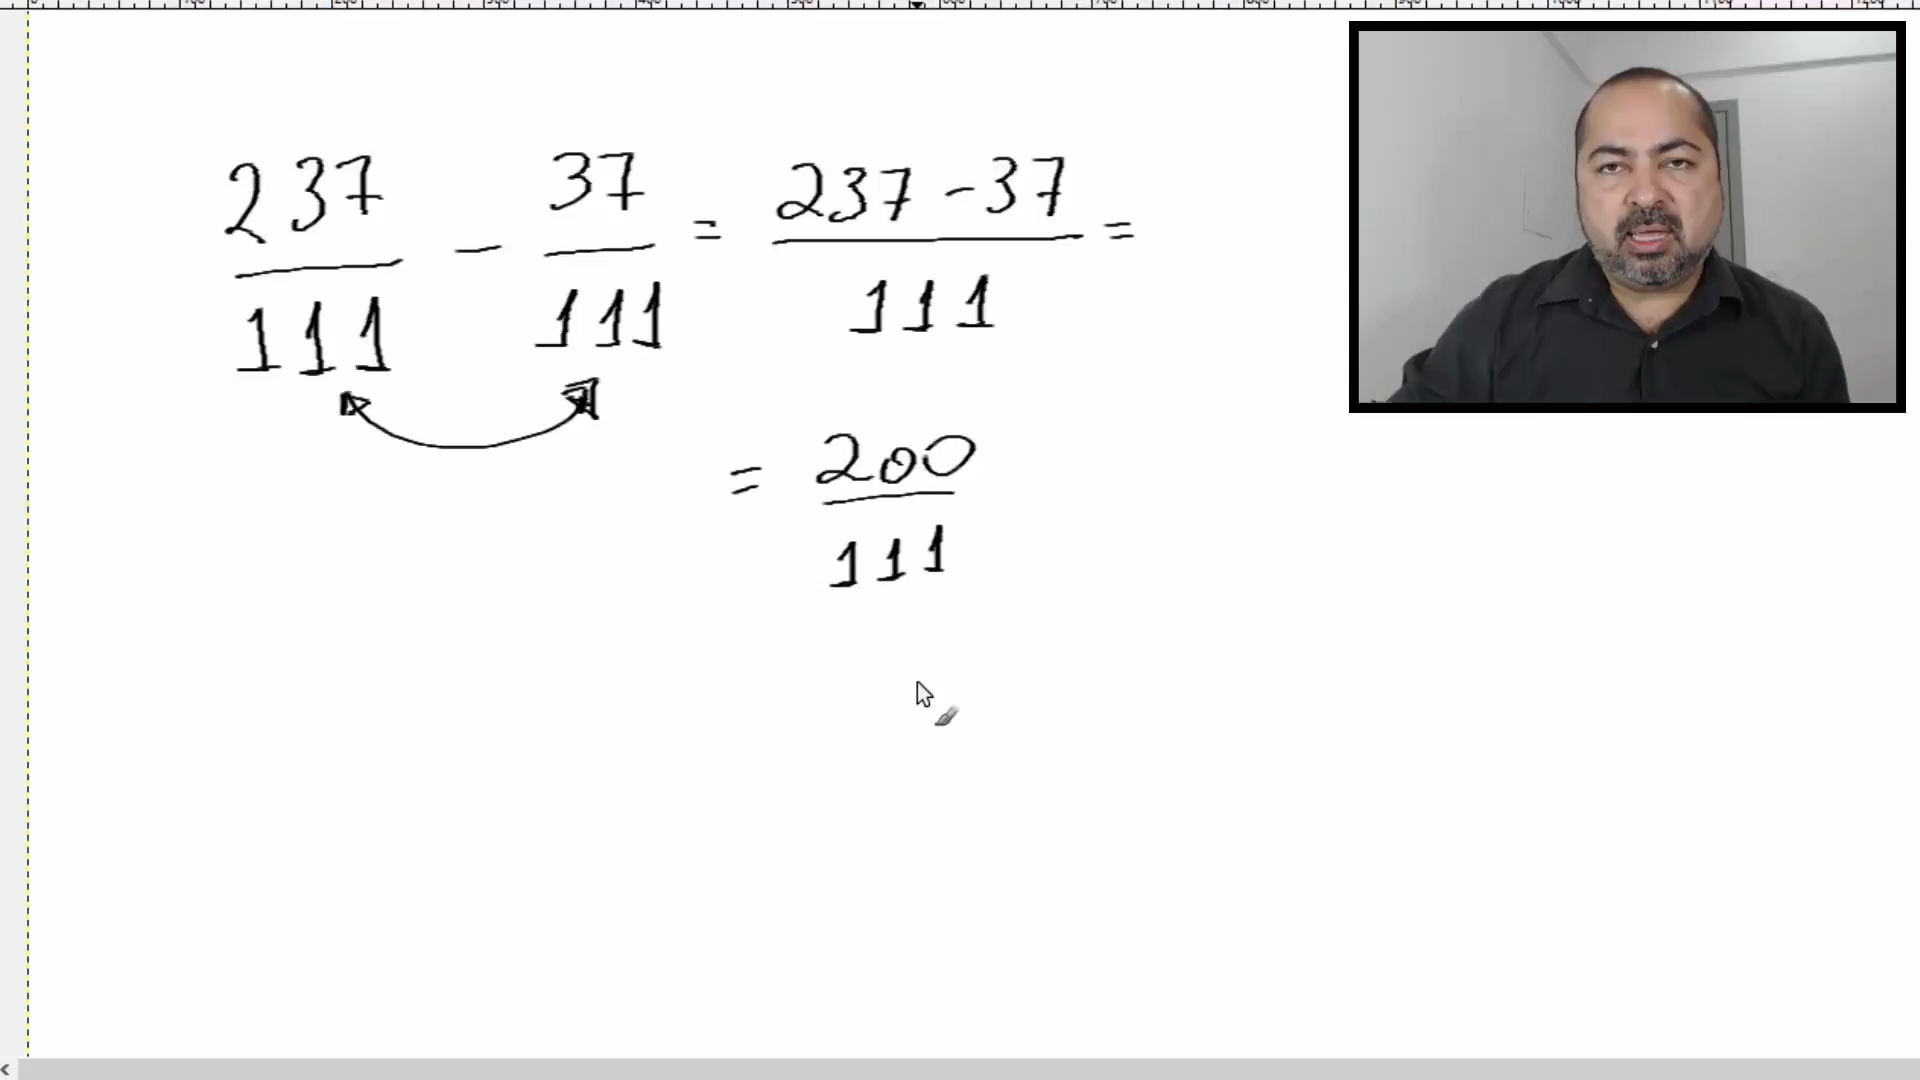 237/111 - 37/111 = 237-37/111 =
= 200/111